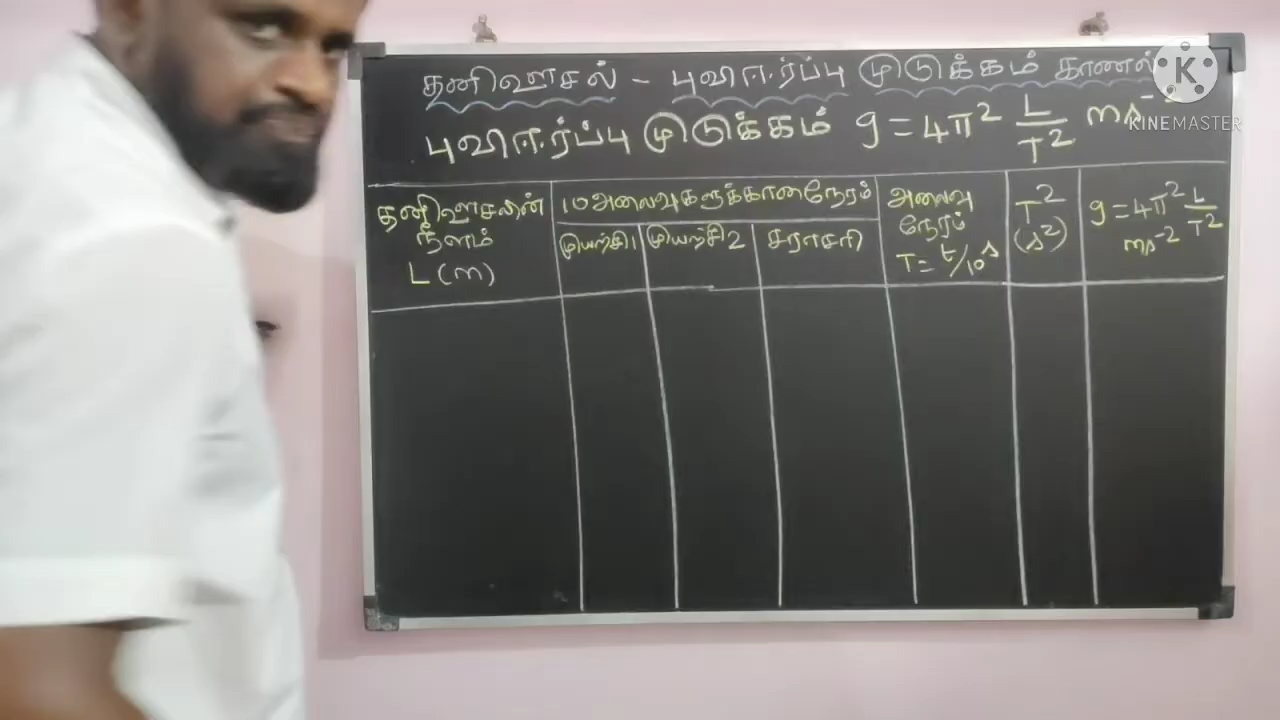 தனிஊசல் - புவிஈர்ப்பு முடுக்கம் காணல்
புவிஈர்ப்பு முடுக்கம் g = 4π² L/T² ms⁻²
தனிஊசலின்
நீளம்
L (m)
10 அலைவுகளுக்கான நேரம்
முயற்சி 1
முயற்சி 2
சராசரி
அலைவு
நேரம்
T = t/10 s
T²
(s²)
g = 4π² L/T²
ms⁻²
K
KINEMASTER